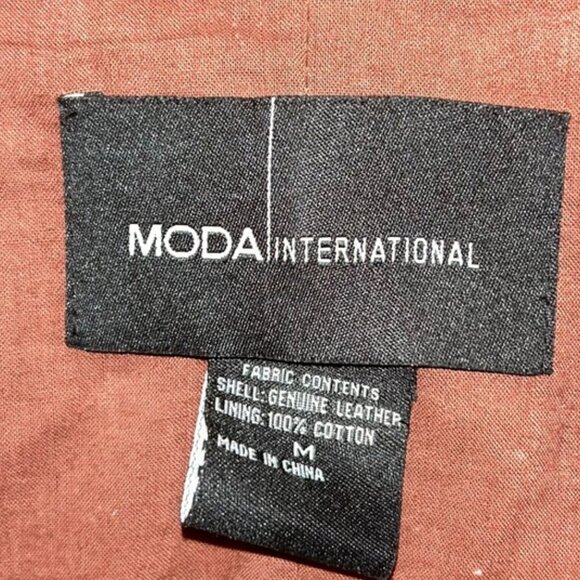 MODA INTERNATIONAL
FABRIC CONTENTS
SHELL: GENUINE LEATHER
LINING: 100% COTTON
M
MADE IN CHINA